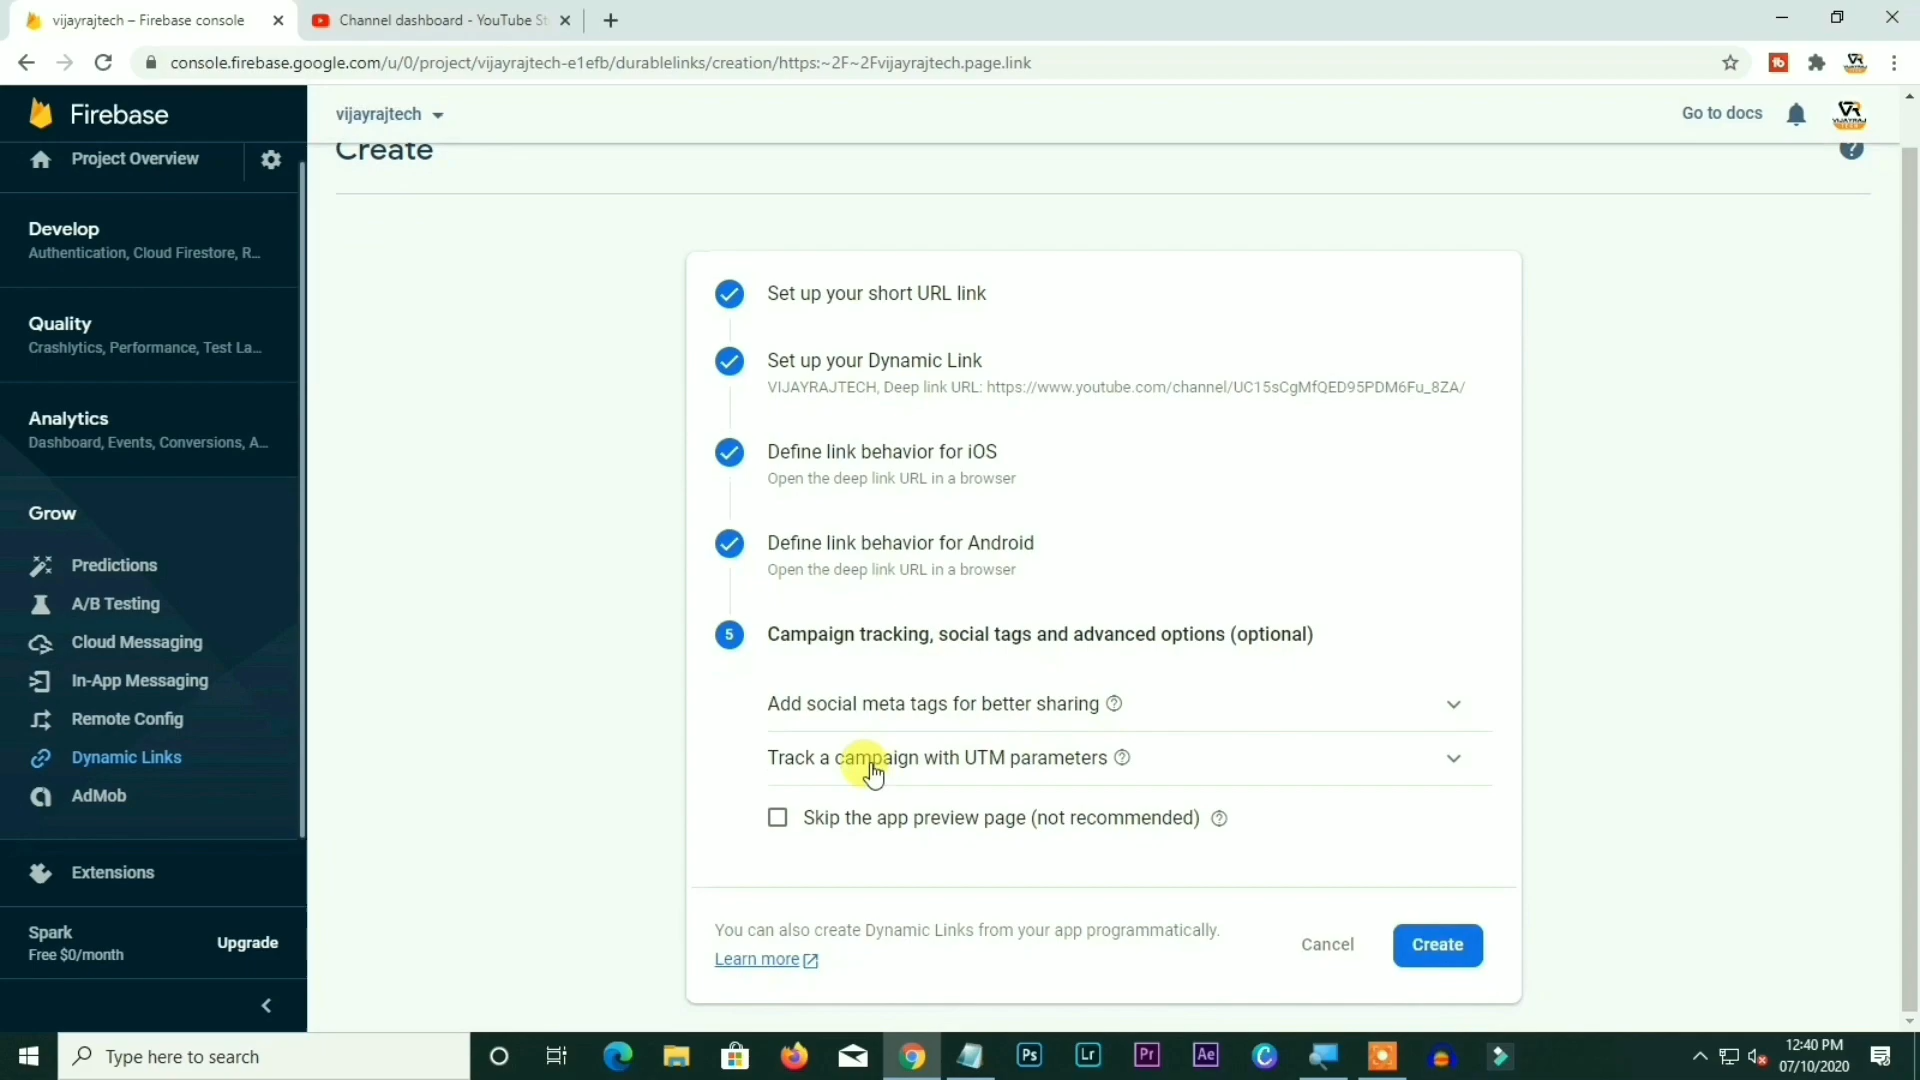 vijayrajtech – Firebase console
Channel dashboard - YouTube St
console.firebase.google.com/u/0/project/vijayrajtech-e1efb/durablelinks/creation/https:~2F~2Fvijayrajtech.page.link
Firebase
vijayrajtech
Go to docs
Project Overview
Create
Develop
Authentication, Cloud Firestore, R...
Quality
Crashlytics, Performance, Test La...
Analytics
Dashboard, Events, Conversions, A...
Grow
Predictions
A/B Testing
Cloud Messaging
In-App Messaging
Remote Config
Dynamic Links
AdMob
Extensions
Spark
Free $0/month
Upgrade
Set up your short URL link
Set up your Dynamic Link
VIJAYRAJTECH, Deep link URL: https://www.youtube.com/channel/UC15sCgMfQED95PDM6Fu_8ZA/
Define link behavior for iOS
Open the deep link URL in a browser
Define link behavior for Android
Open the deep link URL in a browser
5 Campaign tracking, social tags and advanced options (optional)
Add social meta tags for better sharing
Track a campaign with UTM parameters
Skip the app preview page (not recommended)
You can also create Dynamic Links from your app programmatically.
Learn more
Cancel
Create
Type here to search
Ps
Lr
Pr
Ae
12:40 PM
07/10/2020